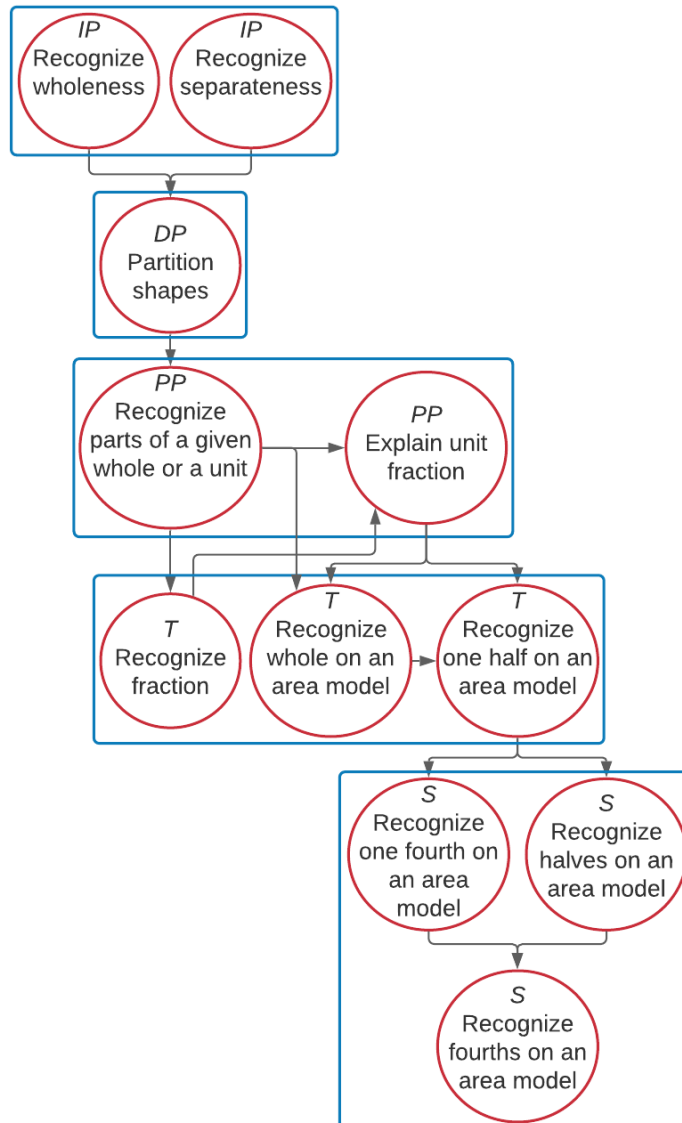 IP
Recognize
wholeness
IP
Recognize
separateness
DP
Partition
shapes
PP
Recognize
parts of a given
whole or a unit
PP
Explain unit
fraction
T
Recognize
fraction
T
Recognize
whole on an
area model
T
Recognize
one half on an
area model
S
Recognize
one fourth on
an area
model
S
Recognize
halves on an
area model
S
Recognize
fourths on an
area model